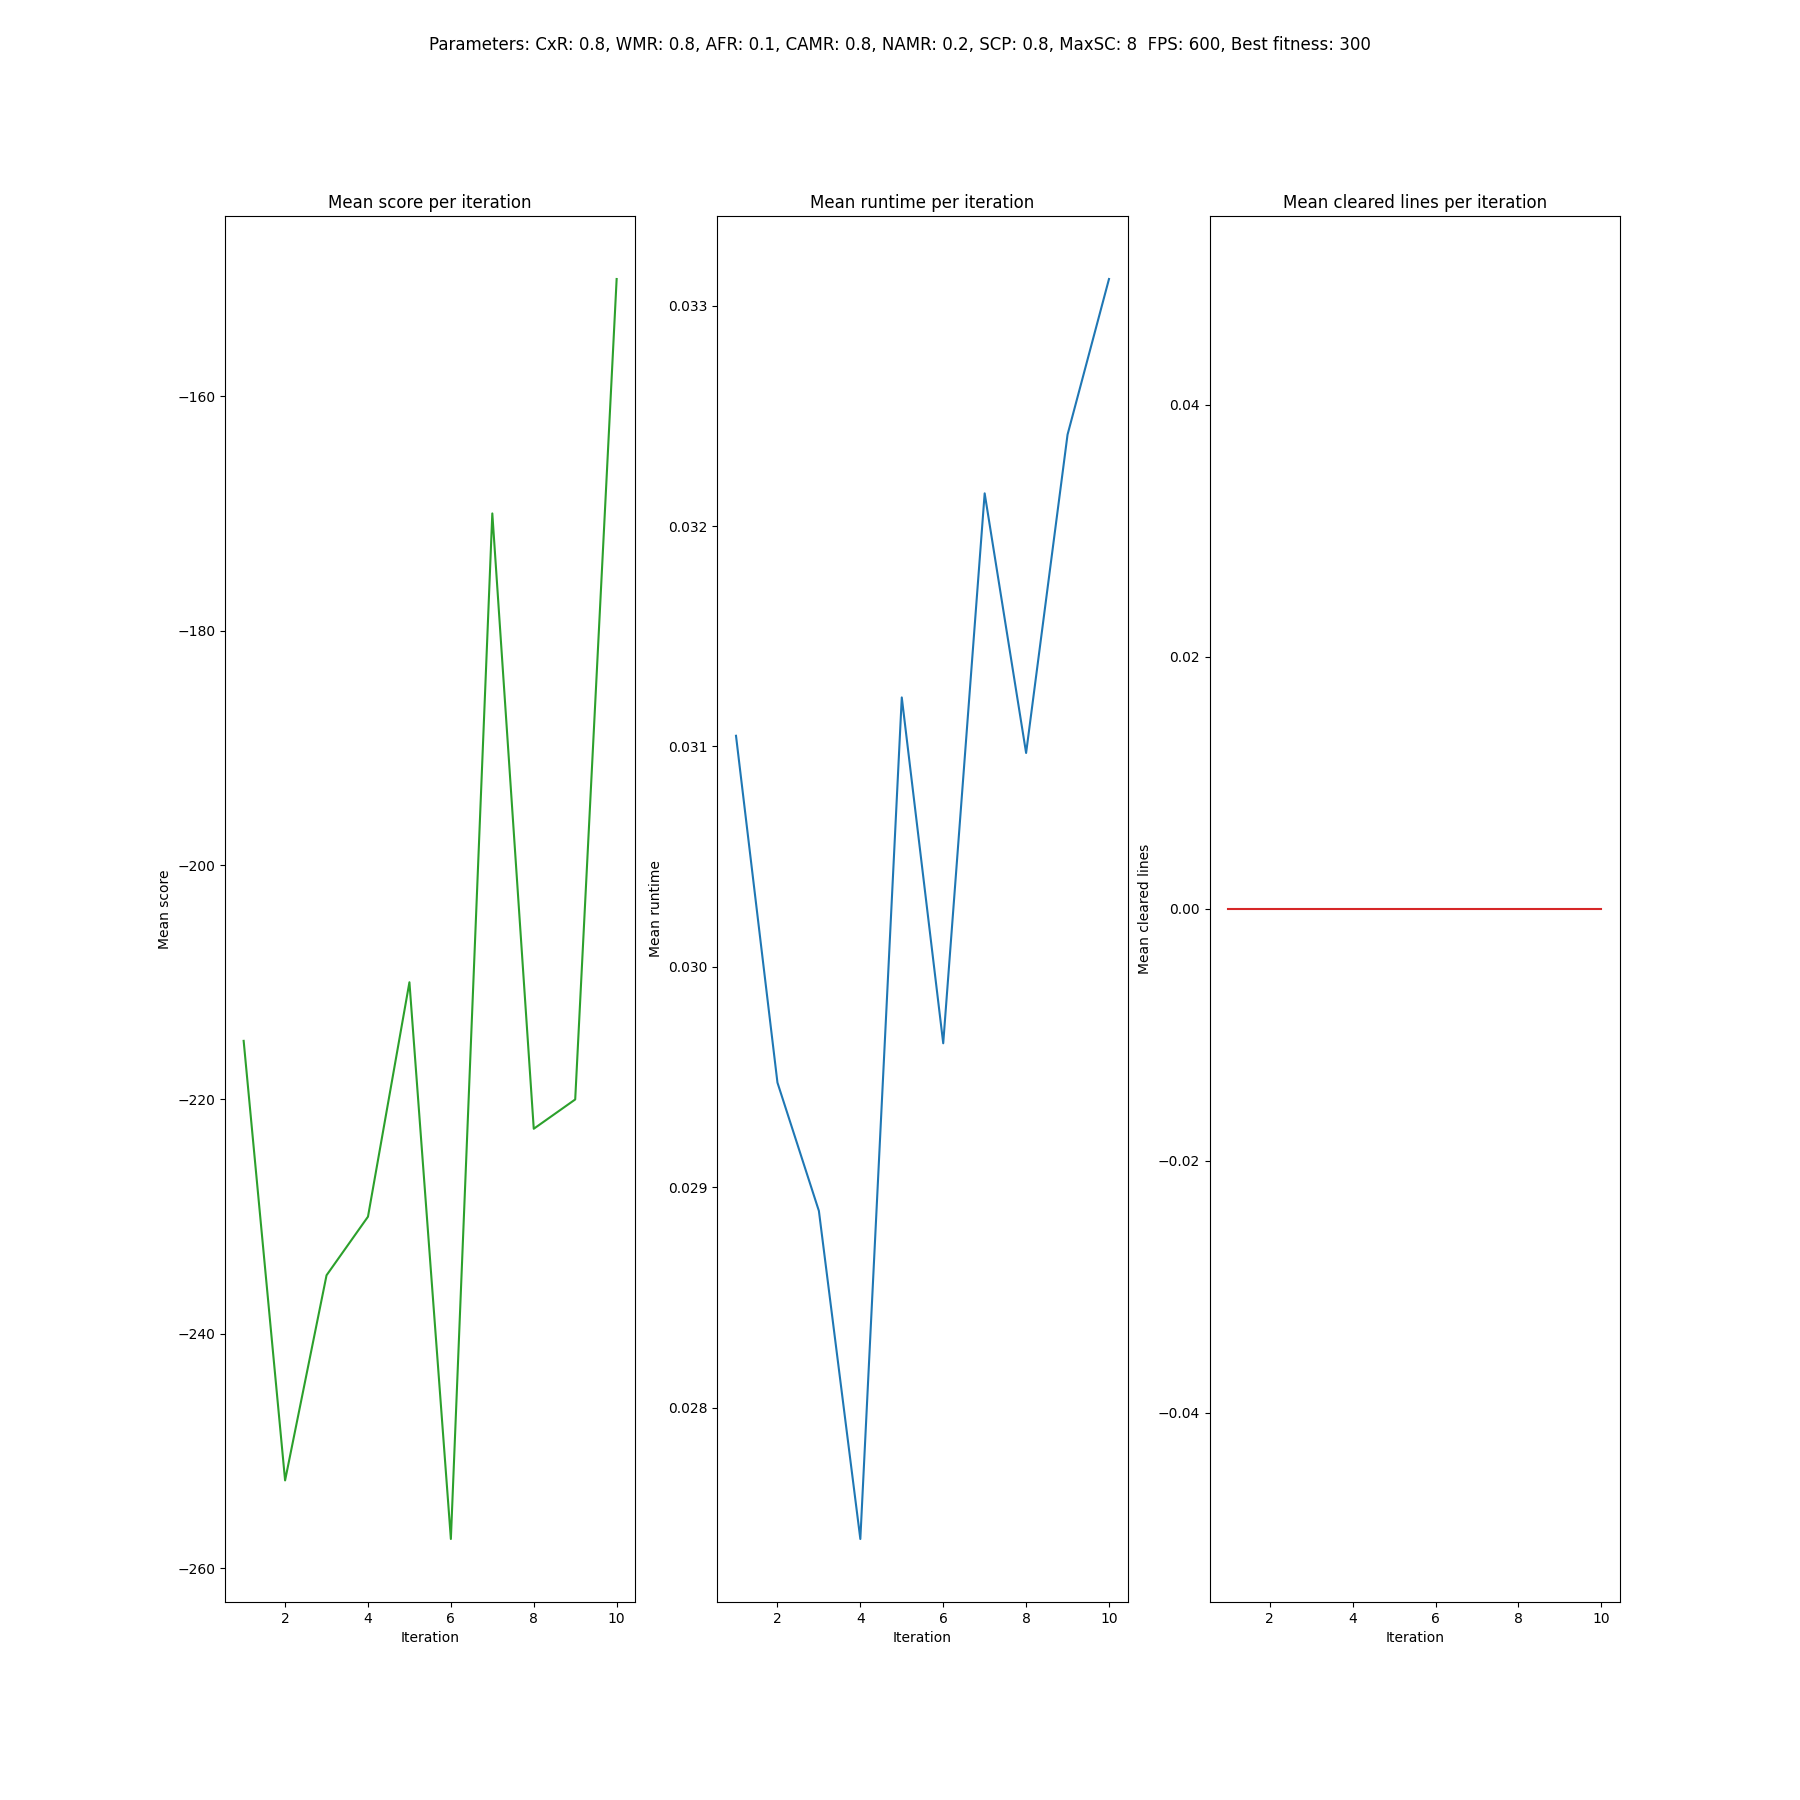 Parameters: CxR: 0.8, WMR: 0.8, AFR: 0.1, CAMR: 0.8, NAMR: 0.2, SCP: 0.8, MaxSC: 8  FPS: 600, Best fitness: 300
Mean score per iteration
−160
−180
−200
−220
−240
−260
Mean score
2 4 6 8 10
Iteration
Mean runtime per iteration
0.033
0.032
0.031
0.030
0.029
0.028
Mean runtime
2 4 6 8 10
Iteration
Mean cleared lines per iteration
0.04
0.02
0.00
−0.02
−0.04
Mean cleared lines
2 4 6 8 10
Iteration